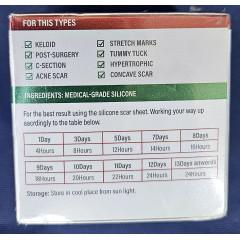 FOR THIS TYPES
KELOID
POST-SURGERY
C-SECTION
ACNE SCAR
STRETCH MARKS
TUMMY TUCK
HYPERTROPHIC
CONCAVE SCAR
INGREDIENTS: MEDICAL-GRADE SILICONE
For the best result using the silicone scar sheet. Working your way up
eaordingly to the table below.
1Day 3Days 5Days 7Days 8Days
4Hours 8Hours 12Hours 15Hours 16Hours
9Days 10Days 11Days 12Days 13Days onwords
18Hours 20Hours 22Hours 24Hours 24Hours
Storage: Store in cool place from sun light.